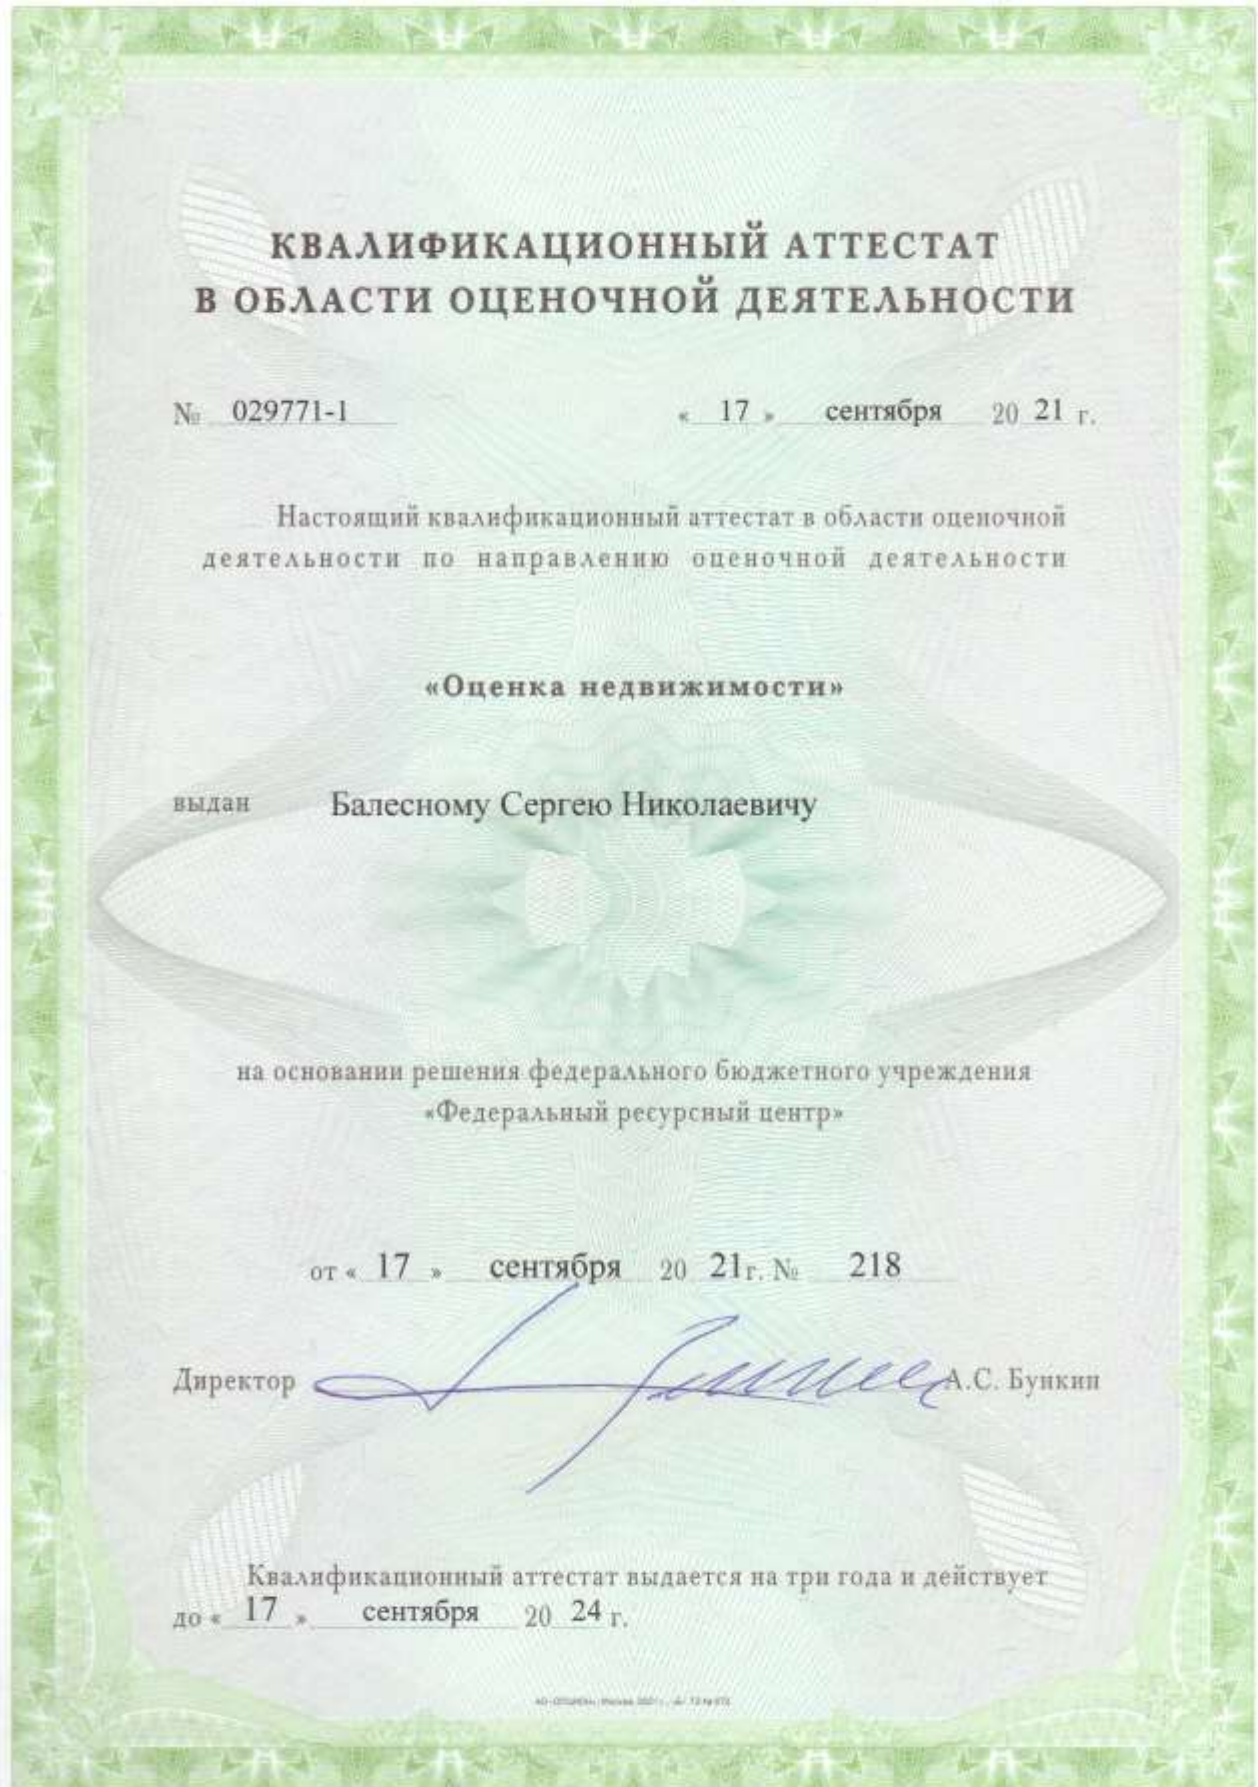 КВАЛИФИКАЦИОННЫЙ АТТЕСТАТ
В ОБЛАСТИ ОЦЕНОЧНОЙ ДЕЯТЕЛЬНОСТИ
№ 029771-1 « 17 » сентября 20 21 г.
Настоящий квалификационный аттестат в области оценочной
деятельности по направлению оценочной деятельности
«Оценка недвижимости»
выдан Балесному Сергею Николаевичу
на основании решения федерального бюджетного учреждения
«Федеральный ресурсный центр»
от « 17 » сентября 20 21 г. № 218
Директор А.С. Бункин
Квалификационный аттестат выдается на три года и действует
до « 17 » сентября 20 24 г.